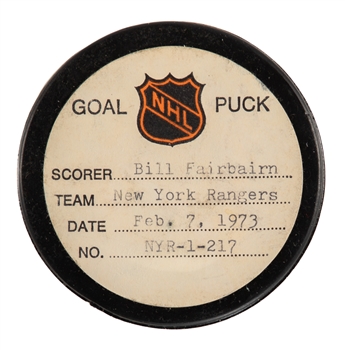 GOAL NHL PUCK
SCORER Bill Fairbairn
TEAM New York Rangers
DATE Feb. 7, 1973
NO. NYR-1-217